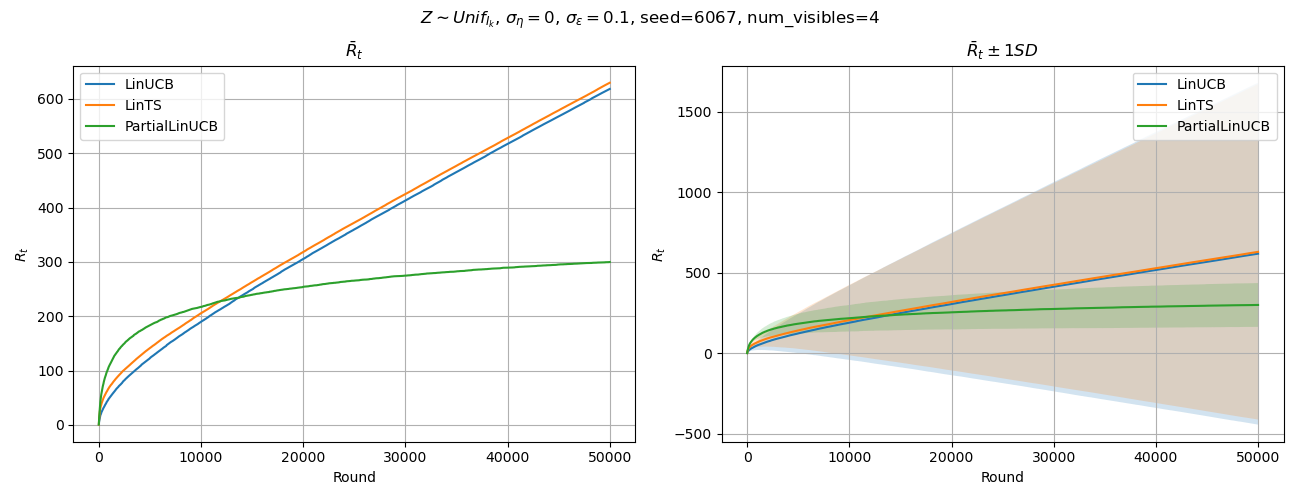 Z ∼ Unif_{I_k}, σ_η = 0, σ_ε = 0.1, seed=6067, num_visibles=4
R̄_t
LinUCB
LinTS
PartialLinUCB
600
500
400
300
200
100
0
R_t
0 10000 20000 30000 40000 50000
Round
R̄_t ± 1SD
LinUCB
LinTS
PartialLinUCB
1500
1000
500
0
−500
R_t
0 10000 20000 30000 40000 50000
Round